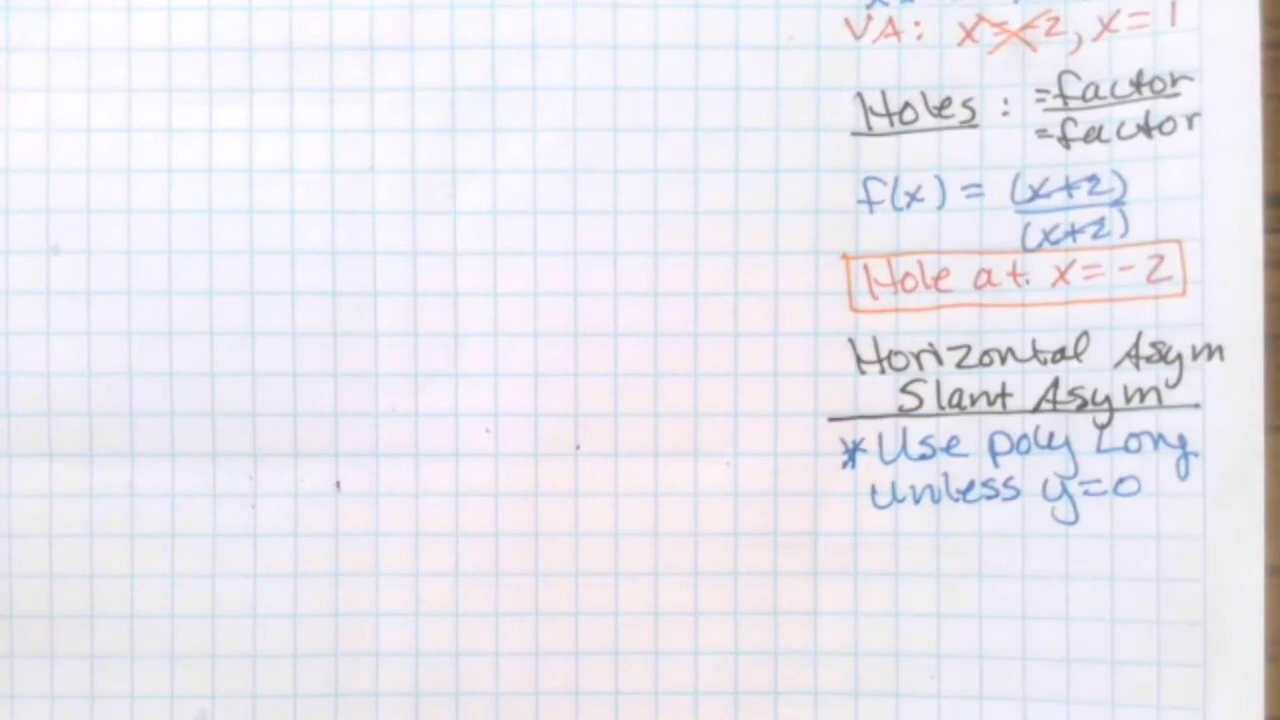 VA: x=-2, x=1
Holes : =factor
=factor
f(x) = (x+2)
(x+2)
Hole at. x=-2
Horizontal Asym
Slant Asym
*Use poly Long
unless y=0